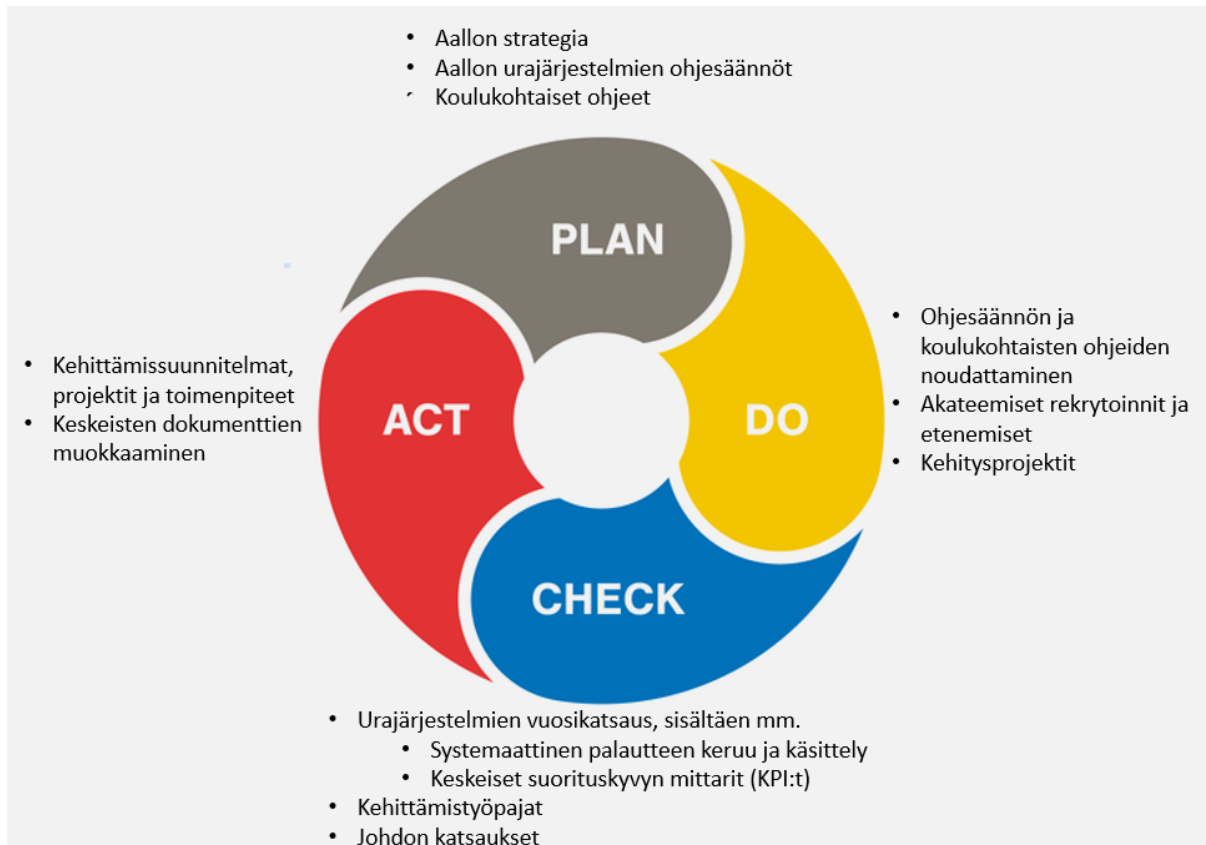 • Aallon strategia
• Aallon urajärjestelmien ohjesäännöt
• Koulukohtaiset ohjeet
PLAN
• Ohjesäännön ja
koulukohtaisten ohjeiden
noudattaminen
• Akateemiset rekrytoinnit ja
etenemiset
• Kehitysprojektit
DO
• Kehittämissuunnitelmat,
projektit ja toimenpiteet
• Keskeisten dokumenttien
muokkaaminen
ACT
CHECK
• Urajärjestelmien vuosikatsaus, sisältäen mm.
• Systemaattinen palautteen keruu ja käsittely
• Keskeiset suorituskyvyn mittarit (KPI:t)
• Kehittämistyöpajat
• Johdon katsaukset